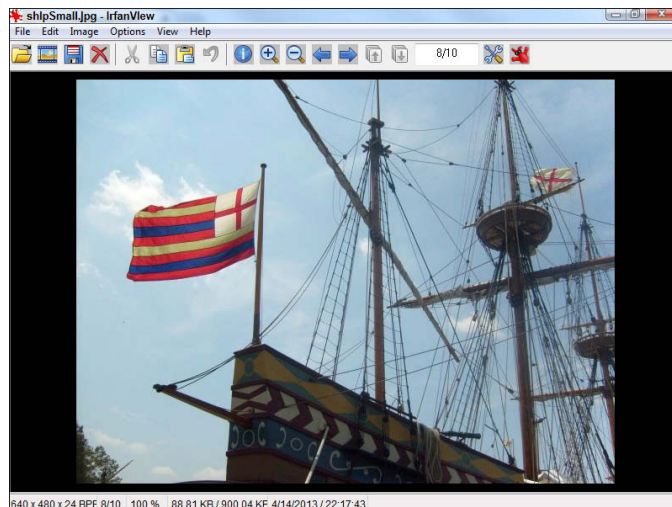 shipSmall.jpg - IrfanView
File Edit Image Options View Help
8/10
640 x 480 x 24 BPP 8/10 100 % 88.81 KB / 900.04 KB 4/14/2013 / 22:17:43